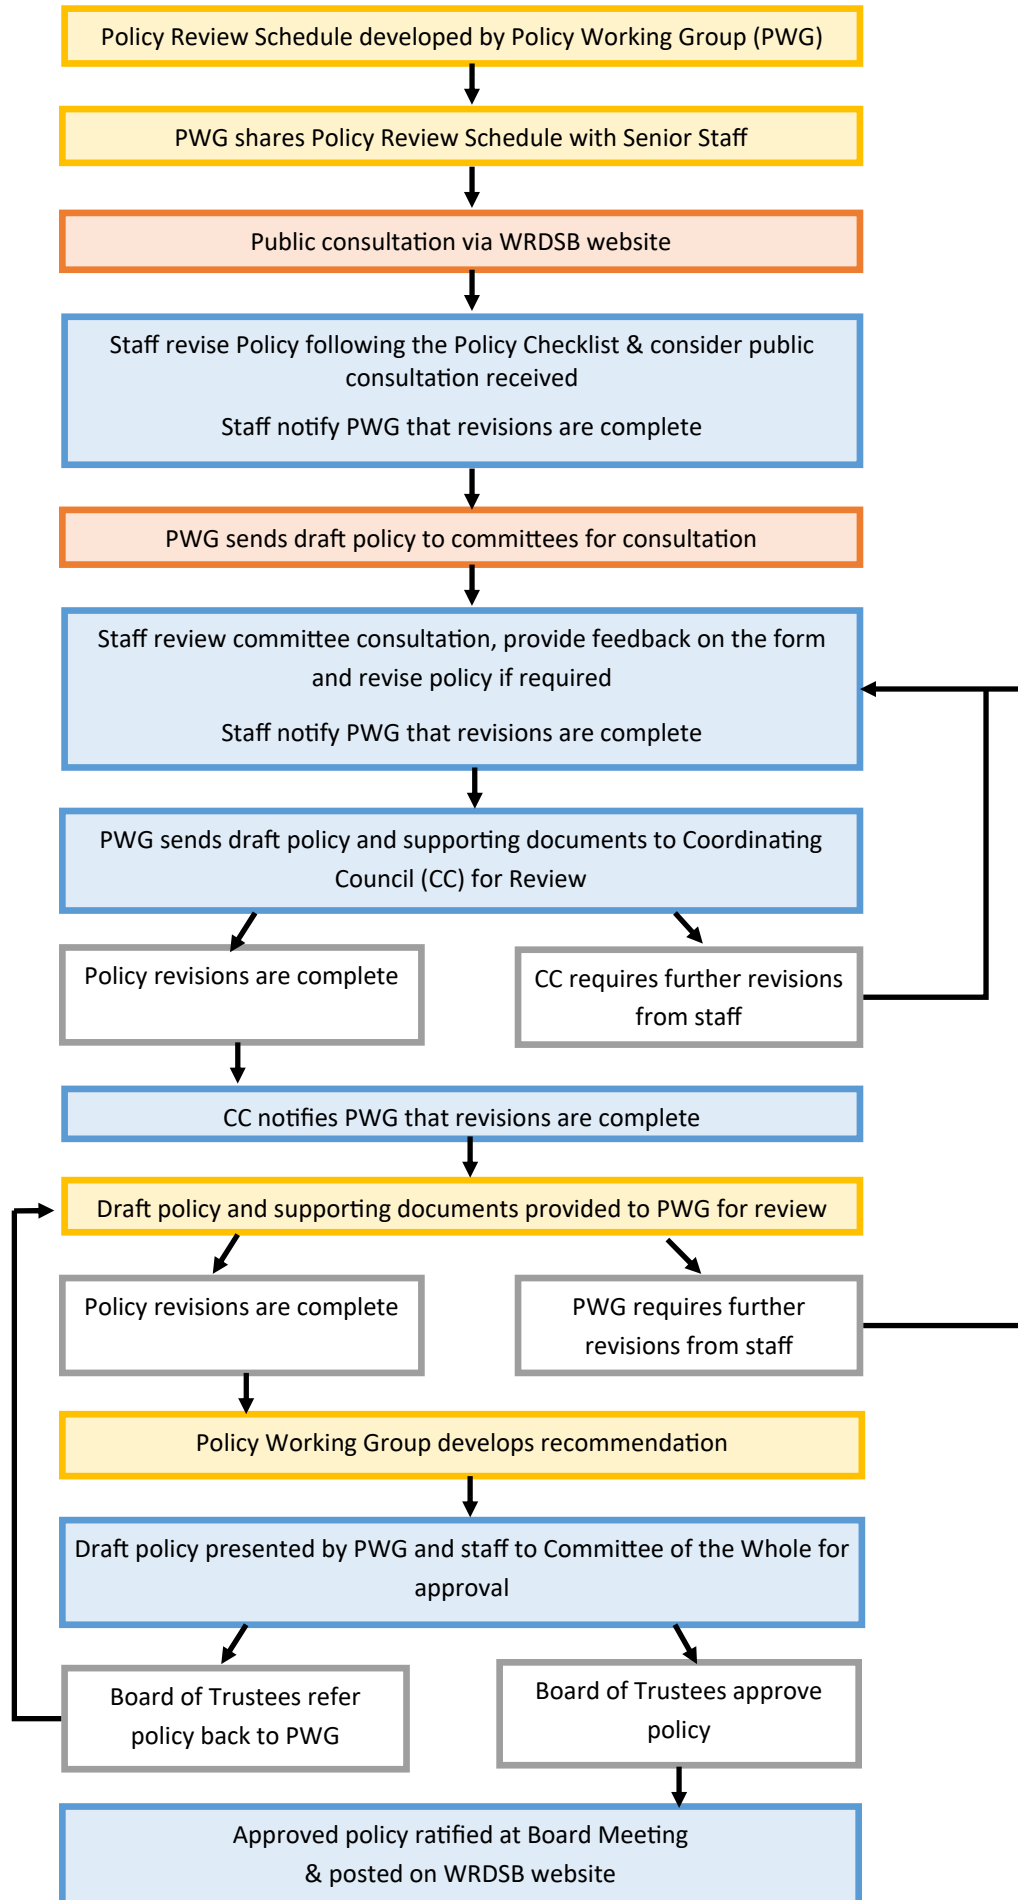 Policy Review Schedule developed by Policy Working Group (PWG)
PWG shares Policy Review Schedule with Senior Staff
Public consultation via WRDSB website
Staff revise Policy following the Policy Checklist & consider public
consultation received
Staff notify PWG that revisions are complete
PWG sends draft policy to committees for consultation
Staff review committee consultation, provide feedback on the form
and revise policy if required
Staff notify PWG that revisions are complete
PWG sends draft policy and supporting documents to Coordinating
Council (CC) for Review
Policy revisions are complete
CC requires further revisions
from staff
CC notifies PWG that revisions are complete
Draft policy and supporting documents provided to PWG for review
Policy revisions are complete
PWG requires further
revisions from staff
Policy Working Group develops recommendation
Draft policy presented by PWG and staff to Committee of the Whole for
approval
Board of Trustees refer
policy back to PWG
Board of Trustees approve
policy
Approved policy ratified at Board Meeting
& posted on WRDSB website